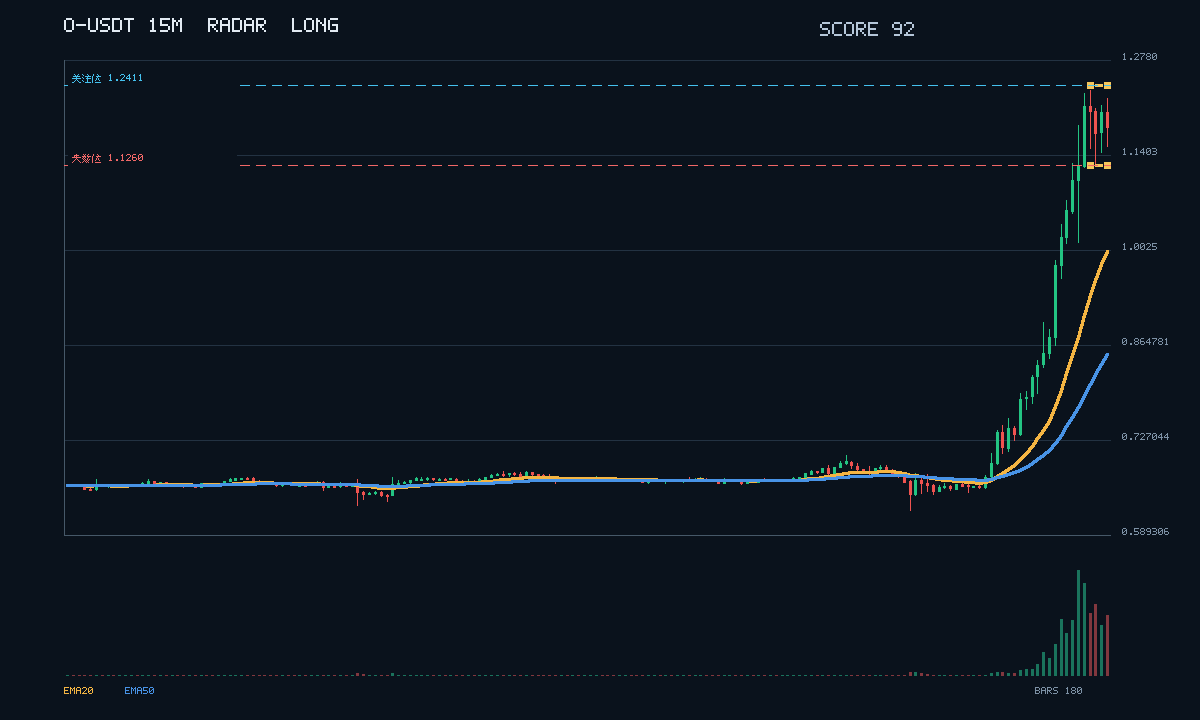 O-USDT 15M RADAR LONG
SCORE 92
1.2780
关注位 1.2411
失效位 1.1260
1.1403
1.0025
0.864781
0.727044
0.589306
EMA20 EMA50
BARS 180